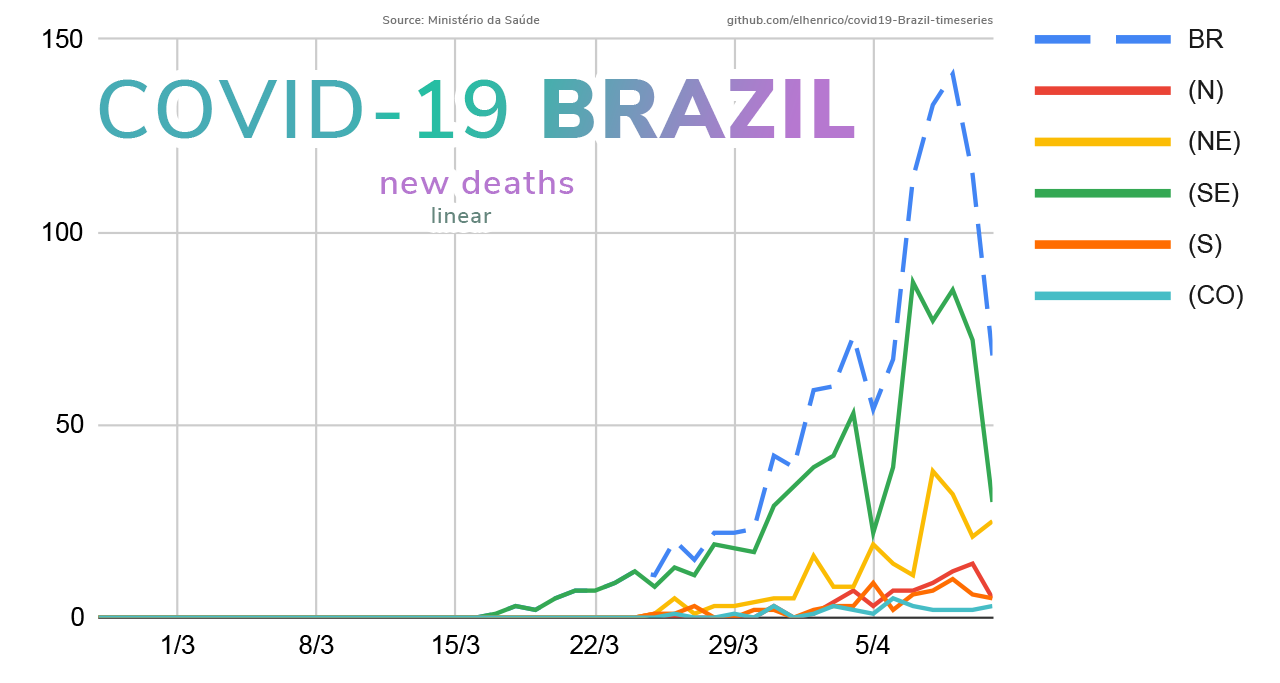 Source: Ministério da Saúde
github.com/elhenrico/covid19-Brazil-timeseries
COVID-19 BRAZIL
new deaths
linear
150
100
50
0
1/3
8/3
15/3
22/3
29/3
5/4
BR
(N)
(NE)
(SE)
(S)
(CO)